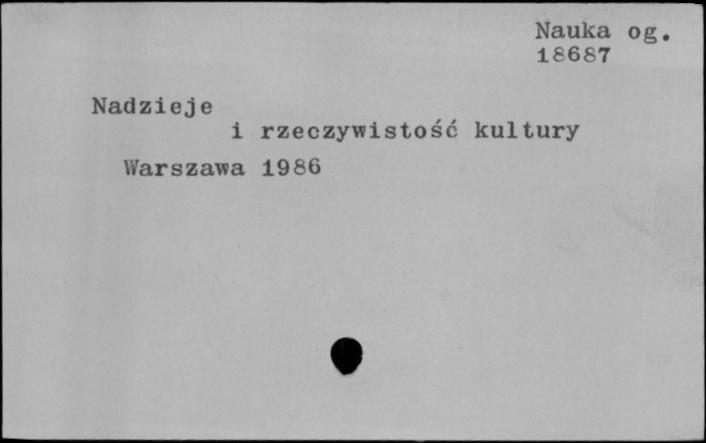 Nauka og.
18687
Nadzieje
i rzeczywistość kultury
Warszawa 1986